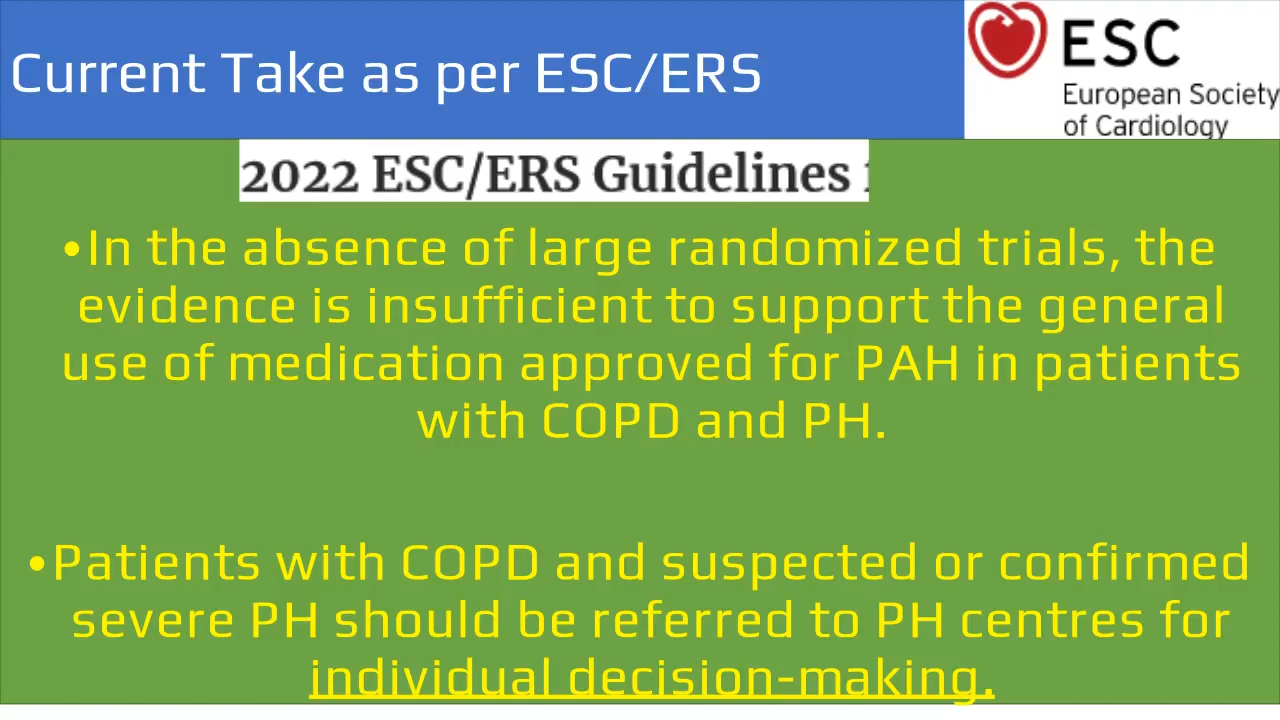 Current Take as per ESC/ERS
ESC
European Society
of Cardiology
2022 ESC/ERS Guidelines
•In the absence of large randomized trials, the
evidence is insufficient to support the general
use of medication approved for PAH in patients
with COPD and PH.
•Patients with COPD and suspected or confirmed
severe PH should be referred to PH centres for
individual decision-making.